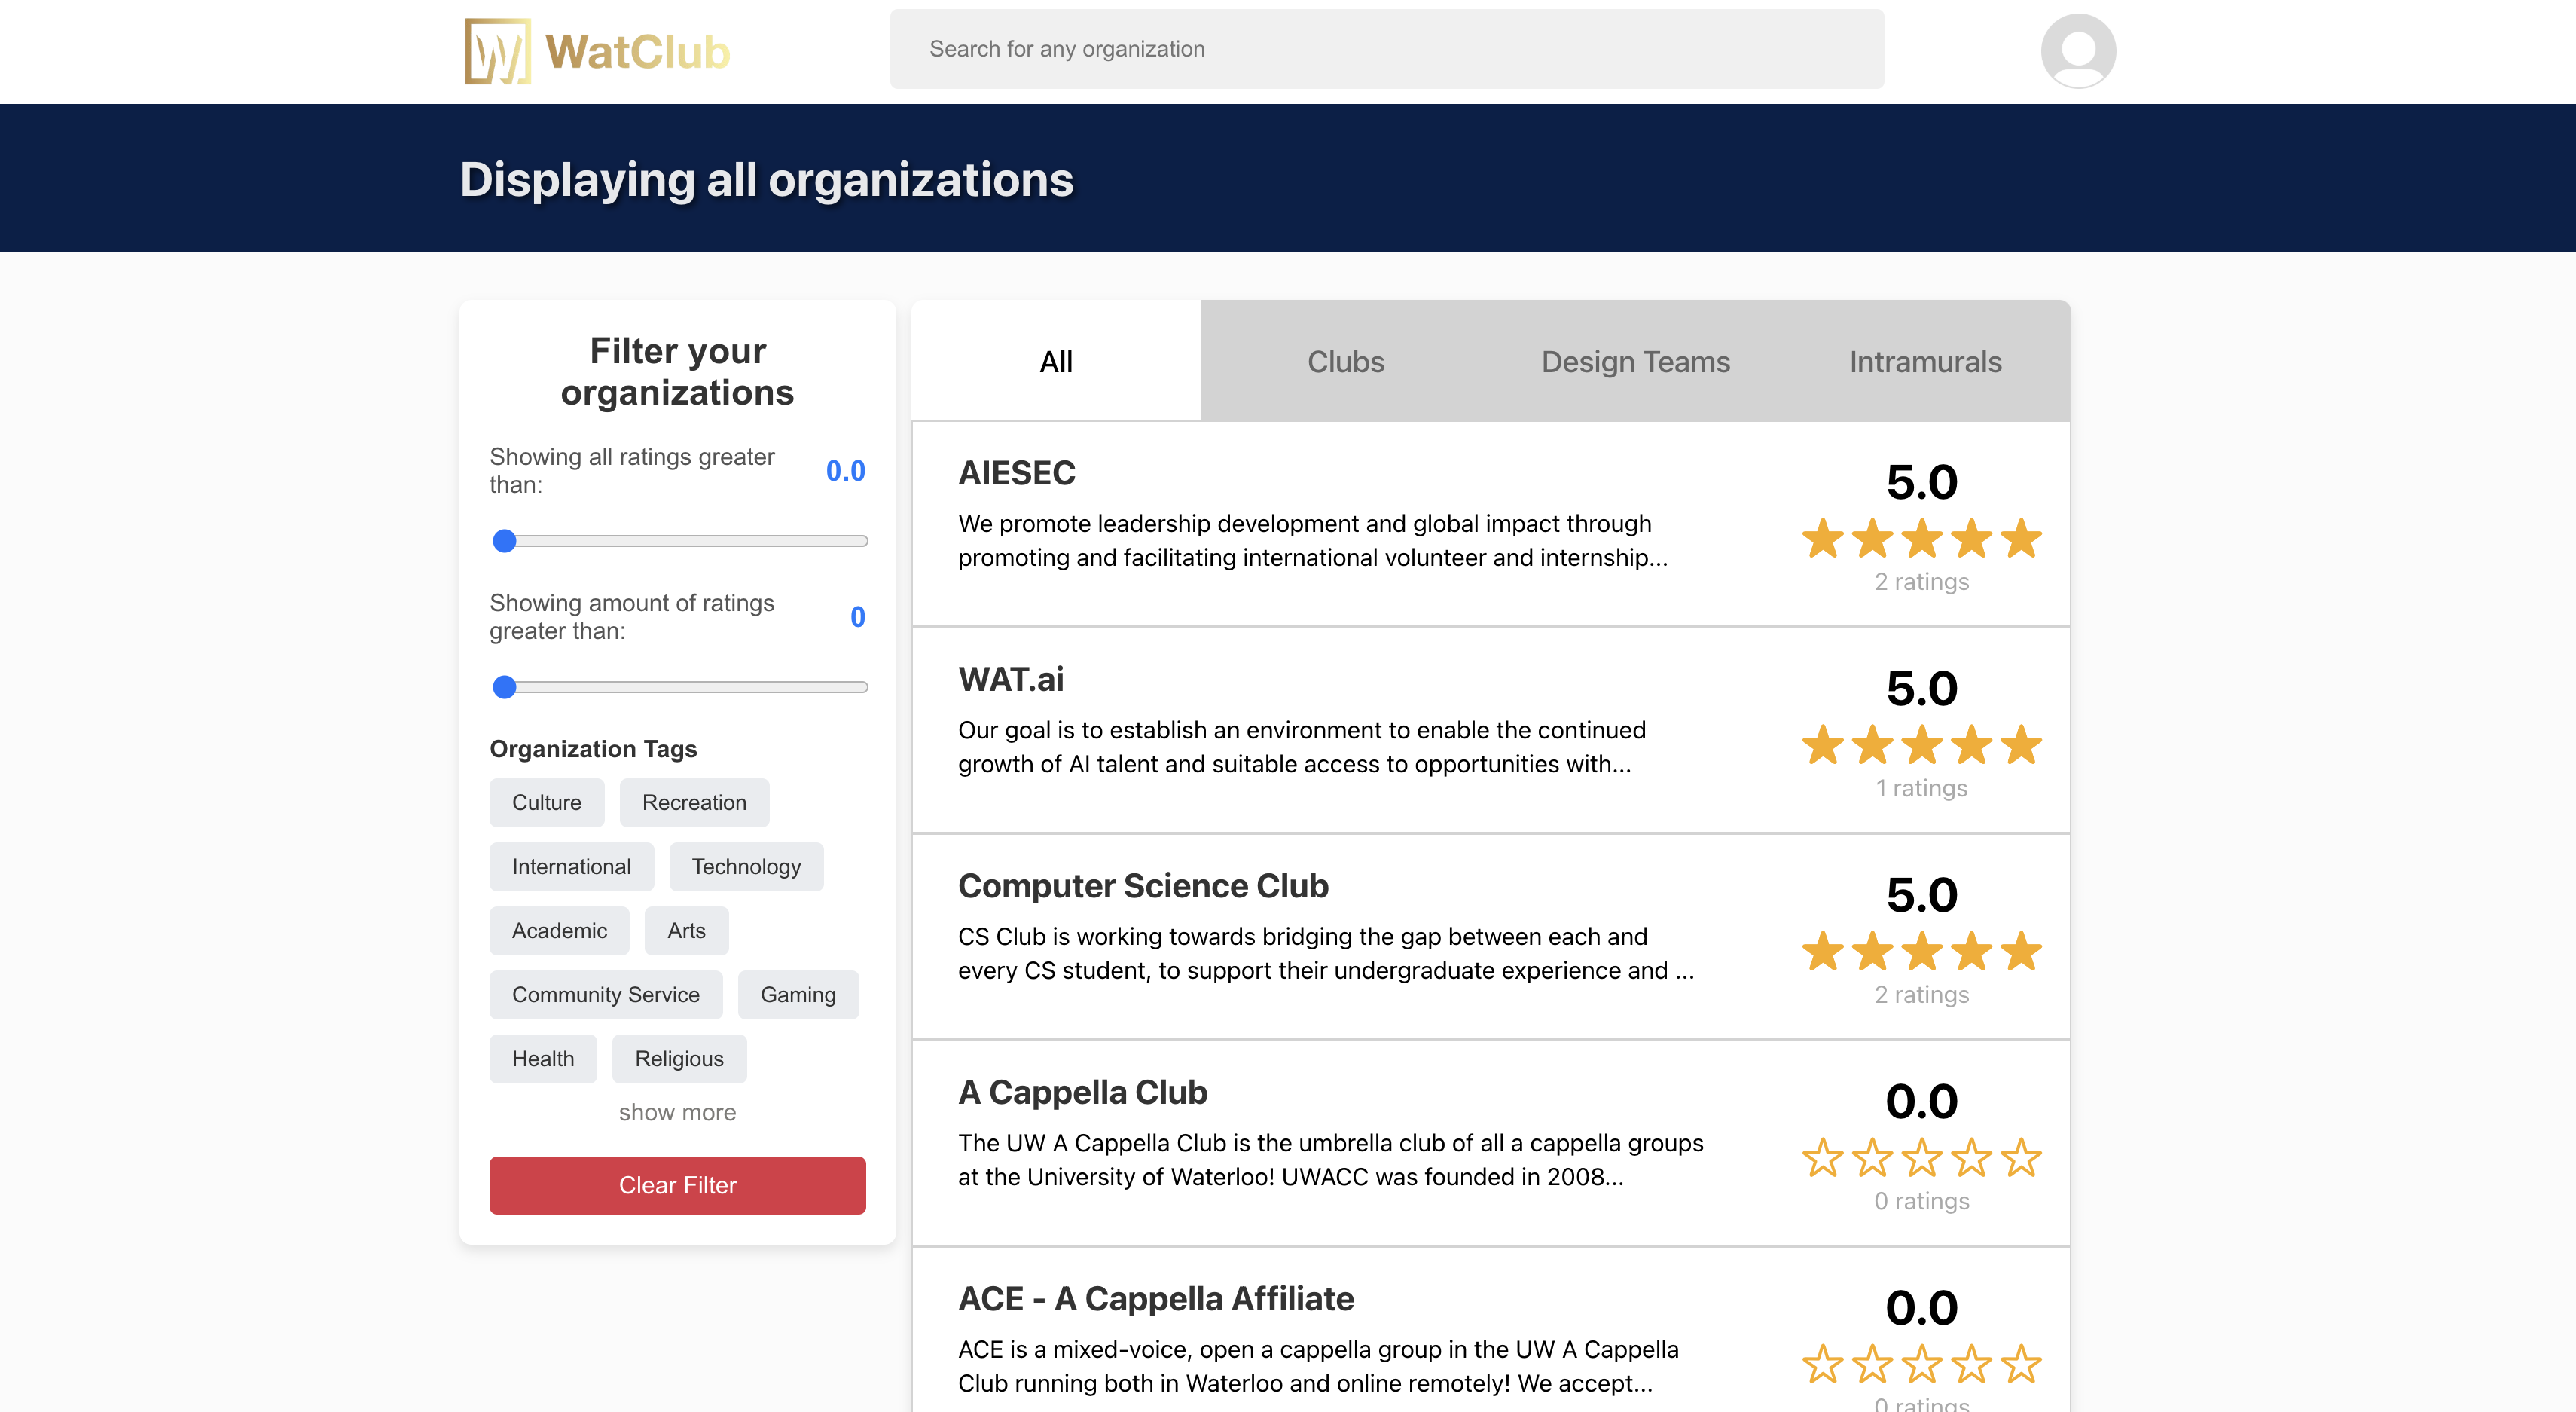 WatClub
Search for any organization
Displaying all organizations
Filter your
organizations
Showing all ratings greater
than:
0.0
Showing amount of ratings
greater than:
0
Organization Tags
Culture
Recreation
International
Technology
Academic
Arts
Community Service
Gaming
Health
Religious
show more
Clear Filter
All
Clubs
Design Teams
Intramurals
AIESEC
We promote leadership development and global impact through
promoting and facilitating international volunteer and internship...
5.0
2 ratings
WAT.ai
Our goal is to establish an environment to enable the continued
growth of AI talent and suitable access to opportunities with...
5.0
1 ratings
Computer Science Club
CS Club is working towards bridging the gap between each and
every CS student, to support their undergraduate experience and ...
5.0
2 ratings
A Cappella Club
The UW A Cappella Club is the umbrella club of all a cappella groups
at the University of Waterloo! UWACC was founded in 2008...
0.0
0 ratings
ACE - A Cappella Affiliate
ACE is a mixed-voice, open a cappella group in the UW A Cappella
Club running both in Waterloo and online remotely! We accept...
0.0
0 ratings